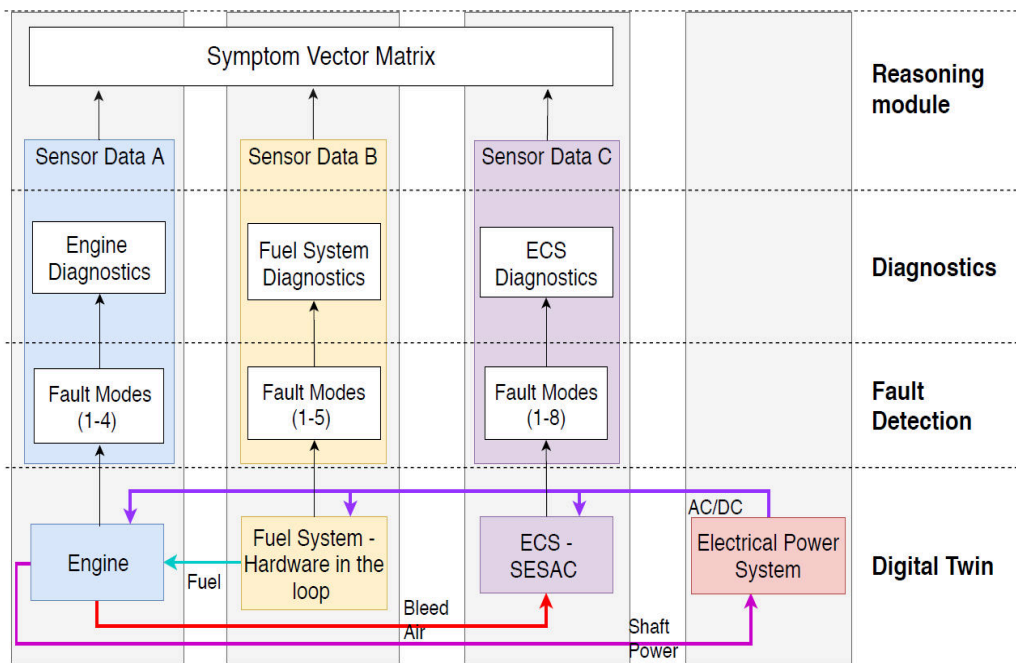 Symptom Vector Matrix
Reasoning
module
Sensor Data A
Sensor Data B
Sensor Data C
Engine
Diagnostics
Fuel System
Diagnostics
ECS
Diagnostics
Diagnostics
Fault Modes
(1-4)
Fault Modes
(1-5)
Fault Modes
(1-8)
Fault
Detection
AC/DC
Engine
Fuel System -
Hardware in the
loop
ECS -
SESAC
Electrical Power
System
Digital Twin
Fuel
Bleed
Air
Shaft
Power